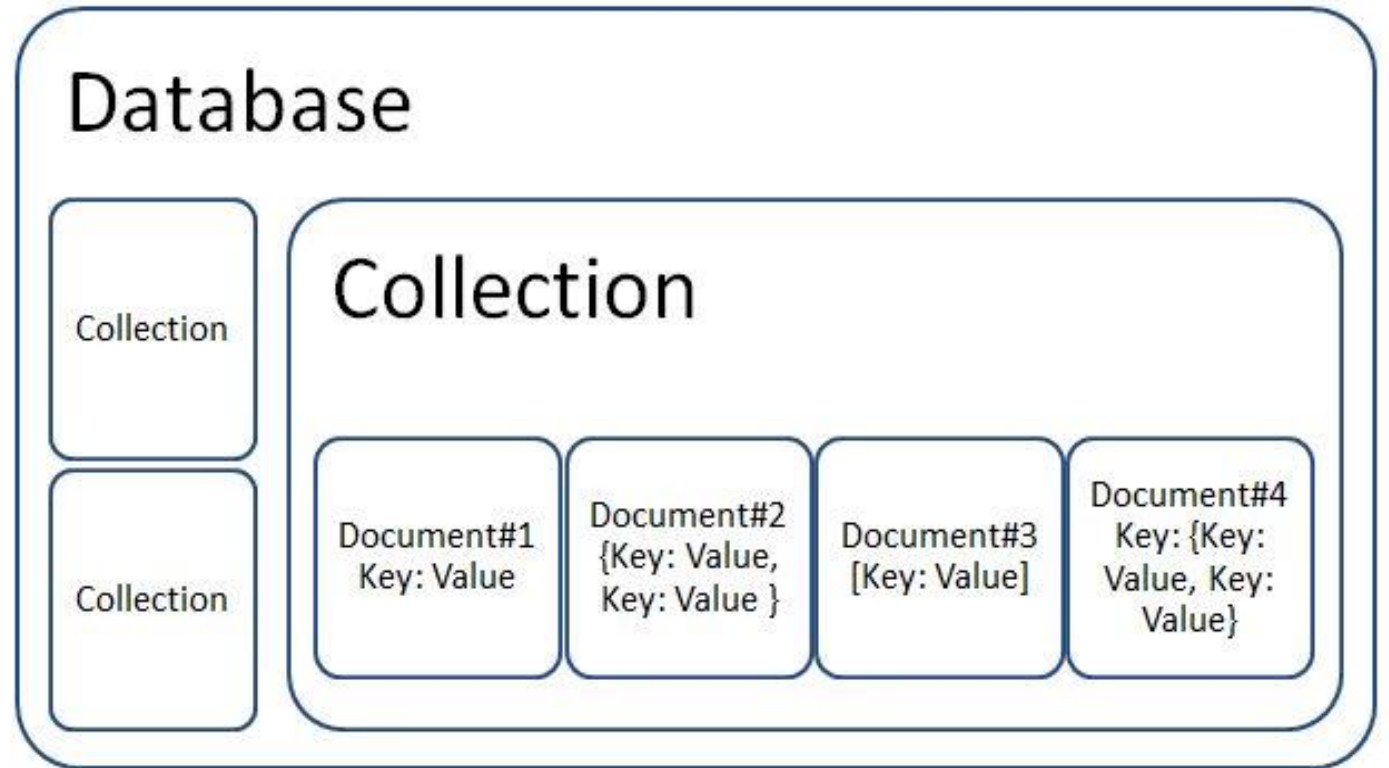 Database
Collection
Collection
Collection
Document#1
Key: Value
Document#2
{Key: Value,
Key: Value }
Document#3
[Key: Value]
Document#4
Key: {Key:
Value, Key:
Value}